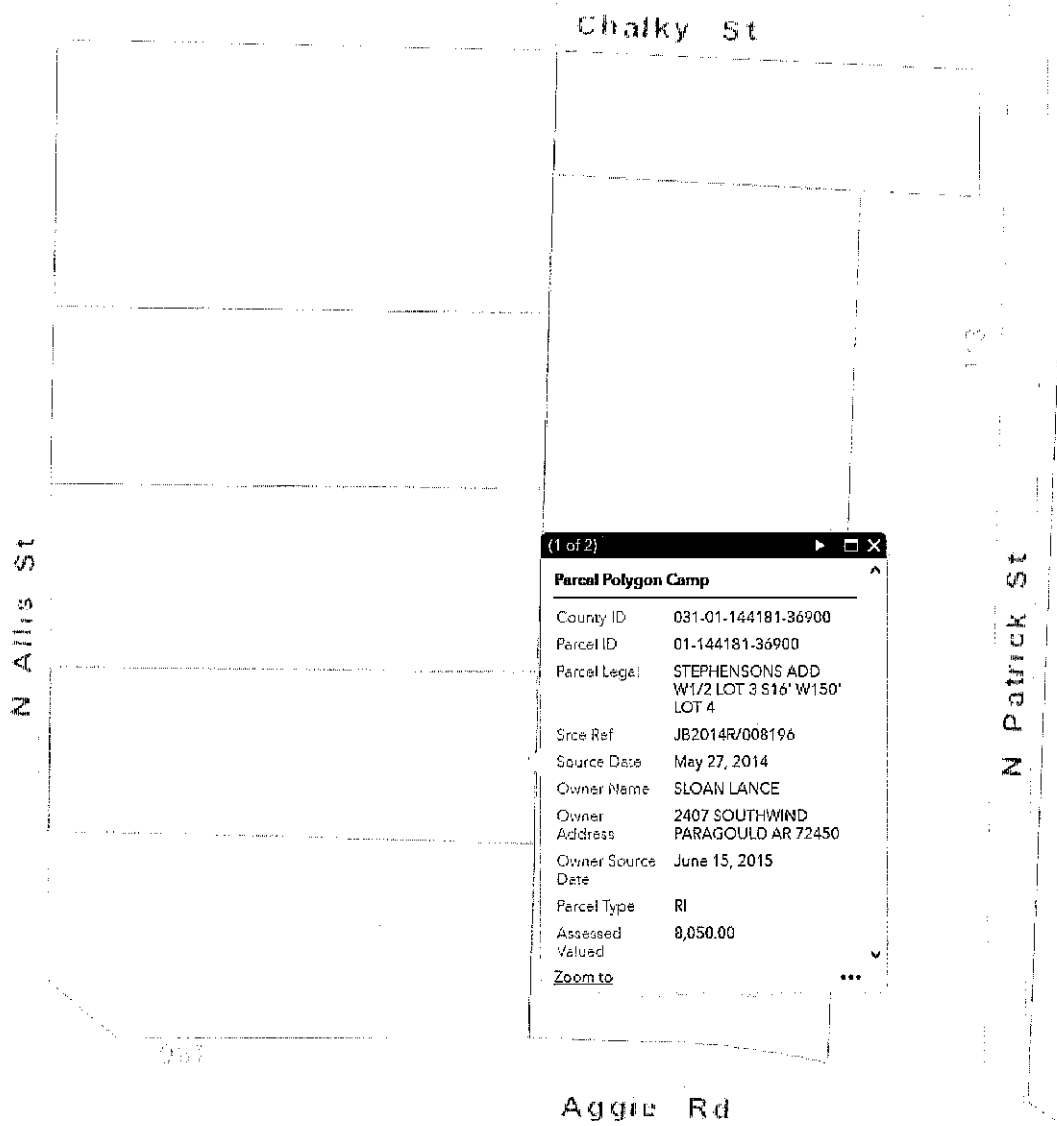 Chalky St
N Allis St
N Patrick St
(1 of 2)
Parcel Polygon Camp
County ID 031-01-144181-36900
Parcel ID 01-144181-36900
Parcel Legal STEPHENSONS ADD
W1/2 LOT 3 S16' W150'
LOT 4
Srce Ref JB2014R/008196
Source Date May 27, 2014
Owner Name SLOAN LANCE
Owner 2407 SOUTHWIND
Address PARAGOULD AR 72450
Owner Source June 15, 2015
Date
Parcel Type RI
Assessed 8,050.00
Valued
Zoom to
Aggie Rd